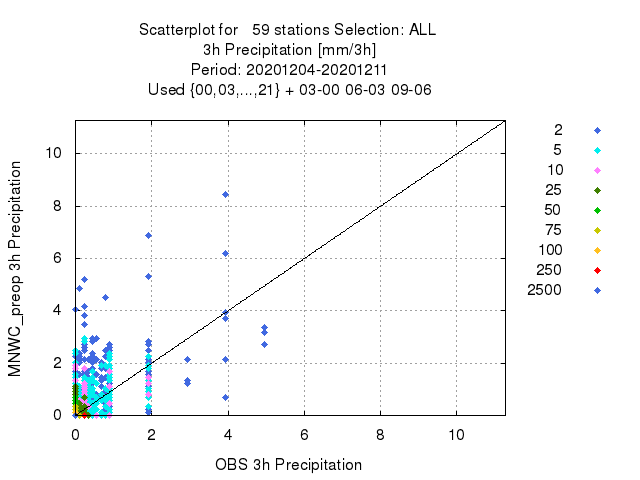 Scatterplot for 59 stations Selection: ALL
3h Precipitation [mm/3h]
Period: 20201204-20201211
Used {00,03,...,21} + 03-00 06-03 09-06
MNWC_preop 3h Precipitation
10
8
6
4
2
0
0 2 4 6 8 10
OBS 3h Precipitation
2
5
10
25
50
75
100
250
2500